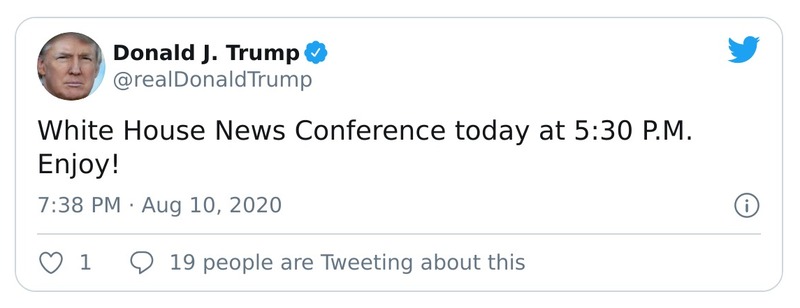 Donald J. Trump
@realDonaldTrump
White House News Conference today at 5:30 P.M.
Enjoy!
7:38 PM · Aug 10, 2020
1 19 people are Tweeting about this